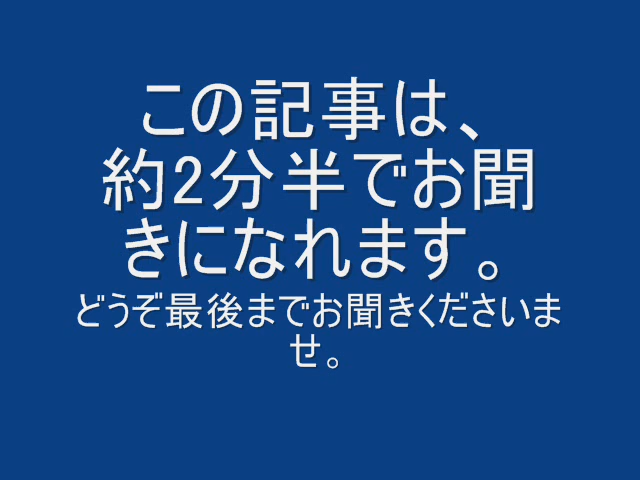 この記事は、
約2分半でお聞
きになれます。
どうぞ最後までお聞きくださいま
せ。